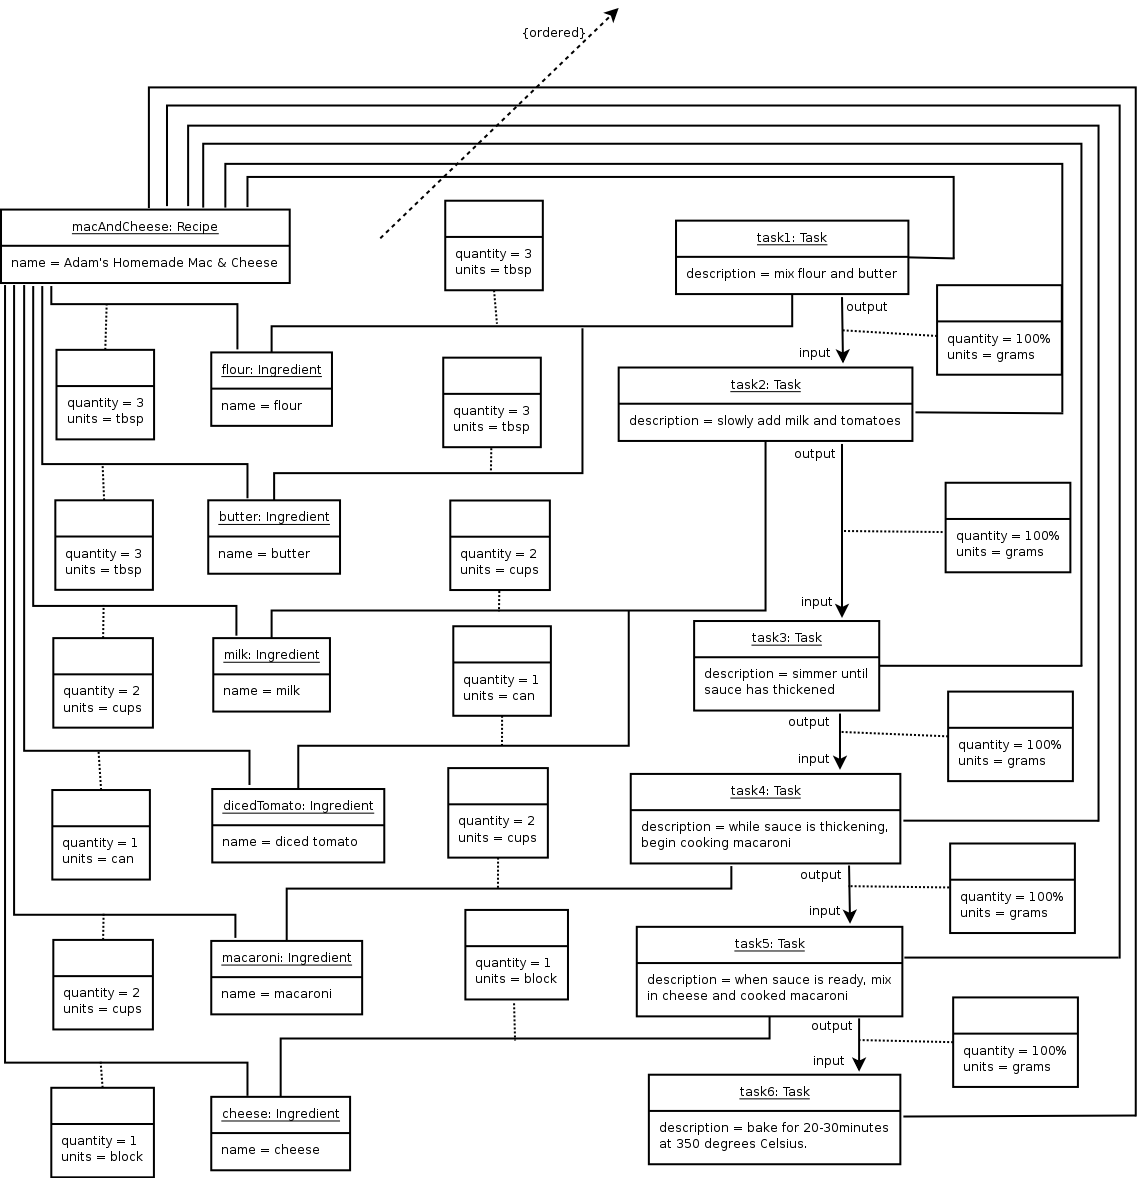 {ordered}
macAndCheese: Recipe
name = Adam's Homemade Mac & Cheese
quantity = 3
units = tbsp
task1: Task
description = mix flour and butter
output
input
quantity = 100%
units = grams
quantity = 3
units = tbsp
flour: Ingredient
name = flour
quantity = 3
units = tbsp
task2: Task
description = slowly add milk and tomatoes
output
input
quantity = 100%
units = grams
quantity = 3
units = tbsp
butter: Ingredient
name = butter
quantity = 2
units = cups
task3: Task
description = simmer until
sauce has thickened
output
input
quantity = 100%
units = grams
quantity = 2
units = cups
milk: Ingredient
name = milk
quantity = 1
units = can
task4: Task
description = while sauce is thickening,
begin cooking macaroni
output
input
quantity = 100%
units = grams
quantity = 1
units = can
dicedTomato: Ingredient
name = diced tomato
quantity = 2
units = cups
task5: Task
description = when sauce is ready, mix
in cheese and cooked macaroni
output
input
quantity = 100%
units = grams
quantity = 2
units = cups
macaroni: Ingredient
name = macaroni
quantity = 1
units = block
task6: Task
description = bake for 20-30minutes
at 350 degrees Celsius.
quantity = 1
units = block
cheese: Ingredient
name = cheese